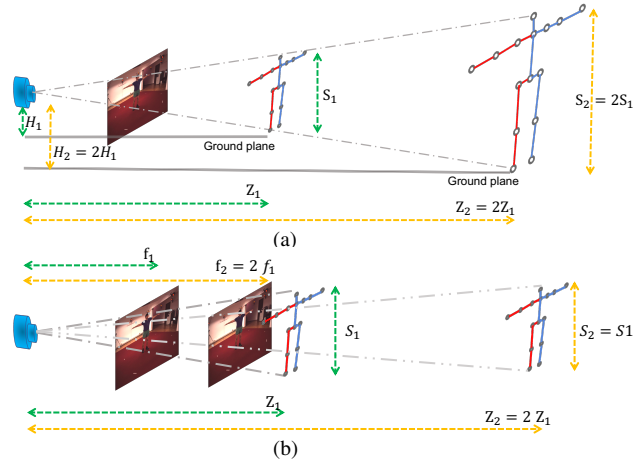 H₁
S₁
S₂ = 2S₁
H₂ = 2H₁
Ground plane
Ground plane
Z₁
Z₂ = 2Z₁
(a)
f₁
f₂ = 2 f₁
S₁
S₂ = S1
Z₁
Z₂ = 2 Z₁
(b)